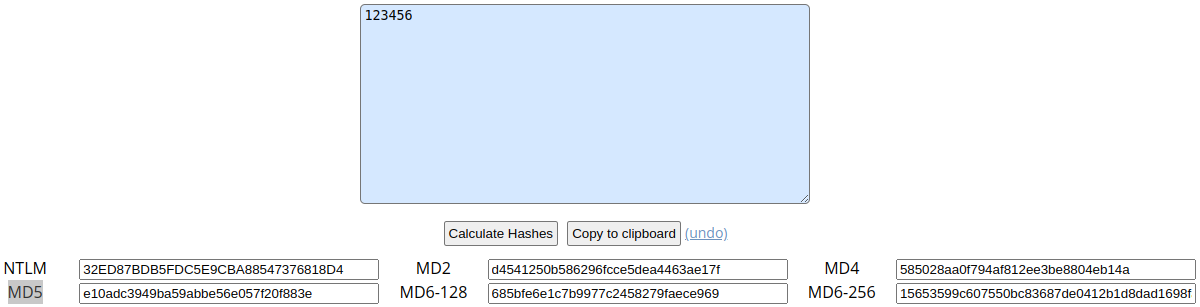 123456
Calculate Hashes Copy to clipboard (undo)
NTLM 32ED87BDB5FDC5E9CBA88547376818D4 MD2 d4541250b586296fcce5dea4463ae17f MD4 585028aa0f794af812ee3be8804eb14a
MD5 e10adc3949ba59abbe56e057f20f883e MD6-128 685bfe6e1c7b9977c2458279faece969 MD6-256 15653599c607550bc83687de0412b1d8dad1698f